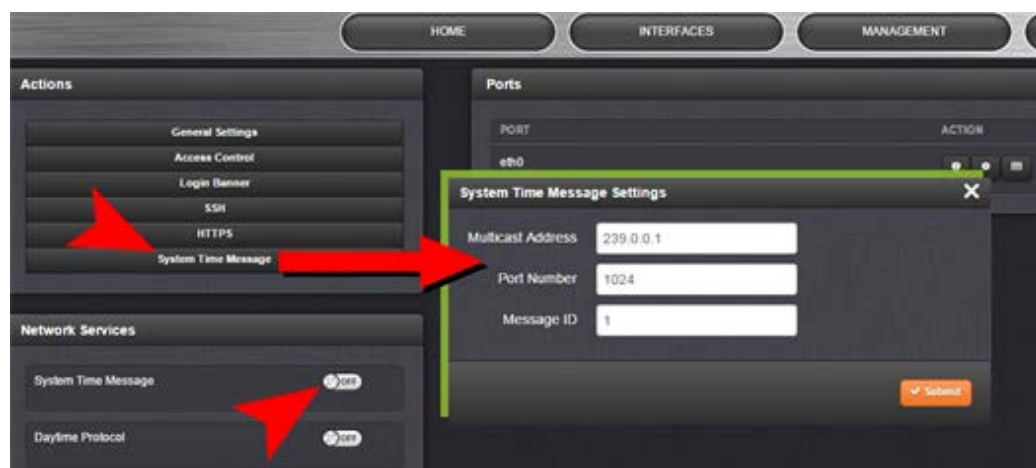 HOME
INTERFACES
MANAGEMENT
Actions
General Settings
Access Control
Login Banner
SSH
HTTPS
System Time Message
Ports
PORT
ACTION
eth0
System Time Message Settings
Multicast Address
239.0.0.1
Port Number
1024
Message ID
1
Submit
Network Services
System Time Message
OFF
Daytime Protocol
OFF